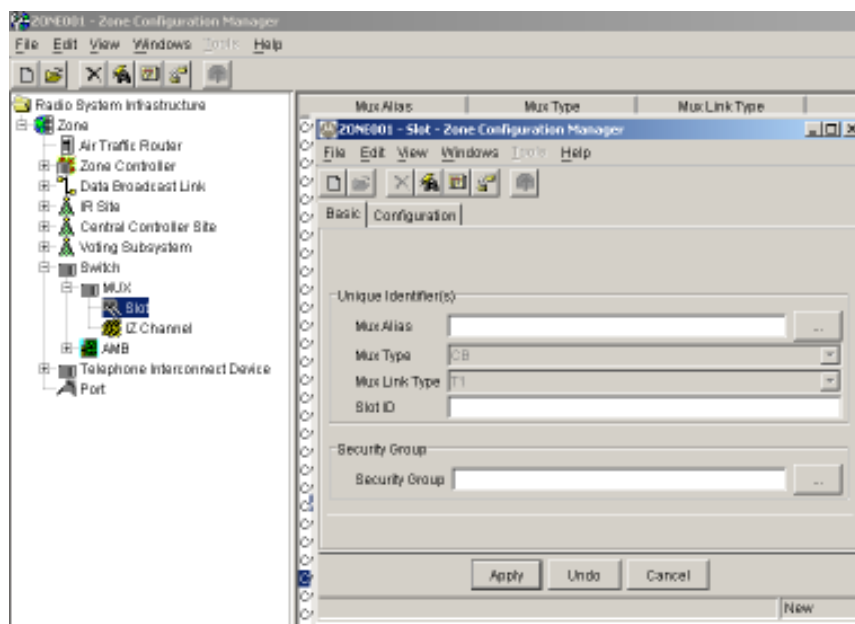 ZONE001 - Zone Configuration Manager
File Edit View Windows Tools Help
Radio System Infrastructure
Zone
Air Traffic Router
Zone Controller
Data Broadcast Link
IR Site
Central Controller Site
Voting Subsystem
Switch
MUX
Slot
IZ Channel
AMB
Telephone Interconnect Device
Port
Mux Alias Mux Type Mux Link Type
ZONE001 - Slot - Zone Configuration Manager
File Edit View Windows Tools Help
Basic Configuration
Unique Identifier(s)
Mux Alias ...
Mux Type CB
Mux Link Type T1
Slot ID
Security Group
Security Group ...
Apply Undo Cancel
New